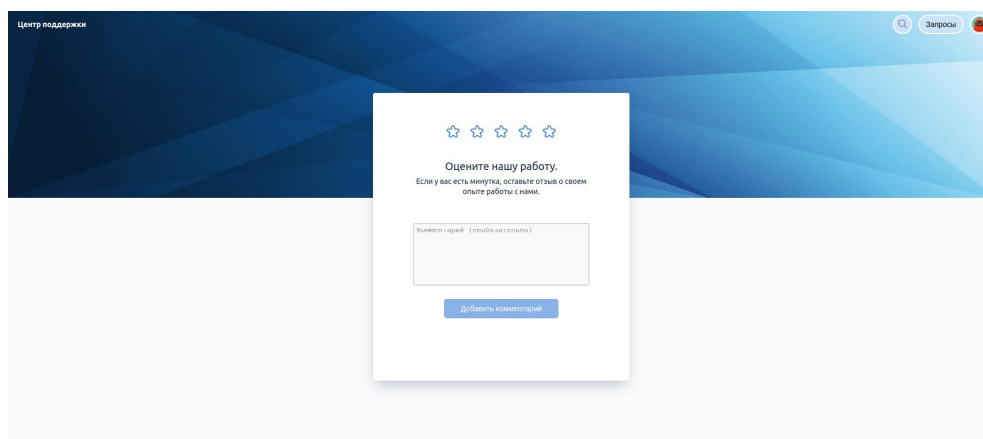 Центр поддержки
Запросы
Оцените нашу работу.
Если у вас есть минутка, оставьте отзыв о своем
опыте работы с нами.
Комментарий (необязательно)
Добавить комментарий